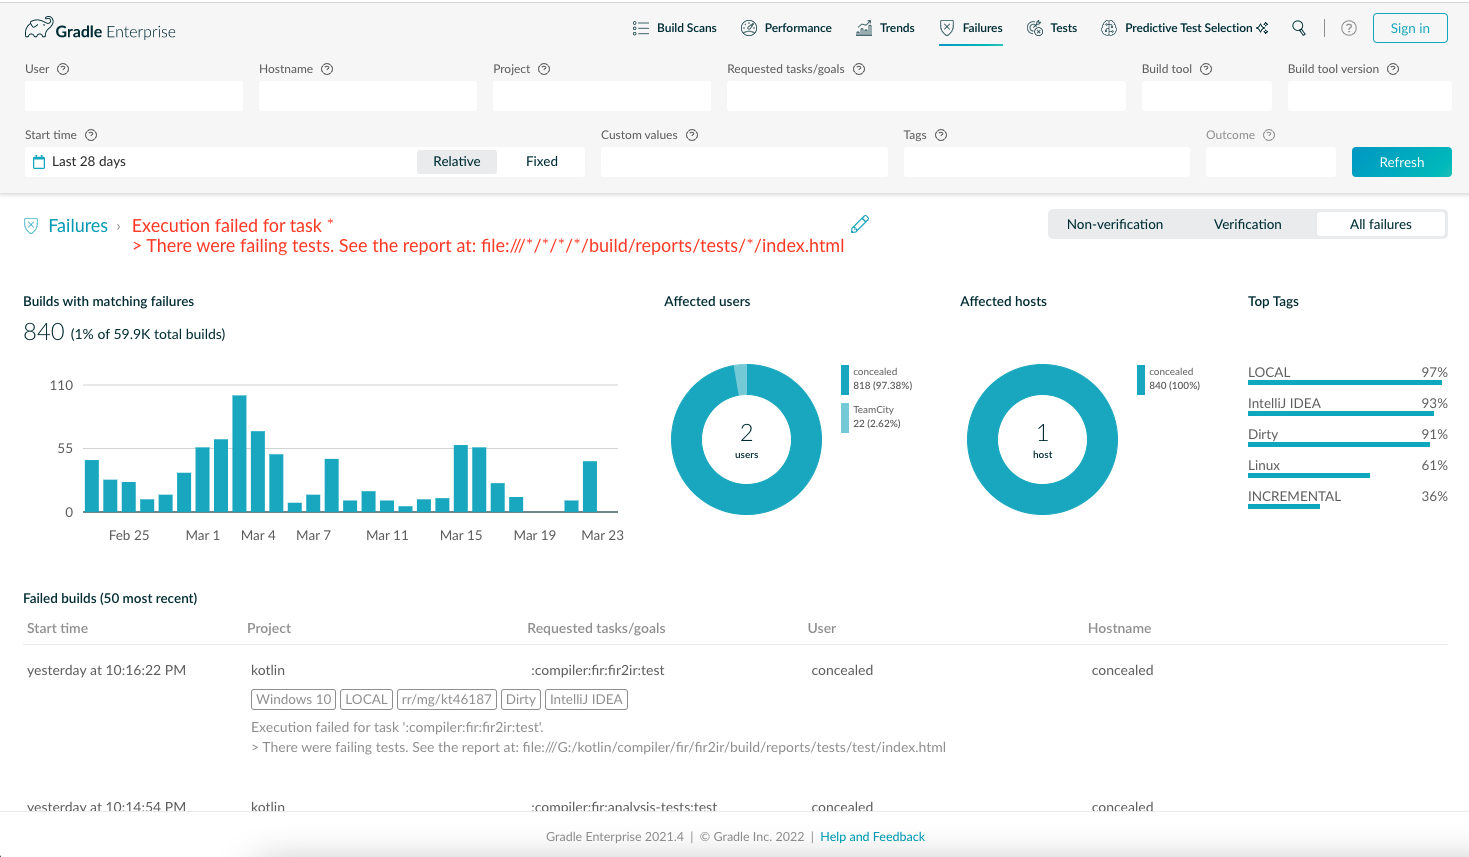 Gradle Enterprise
Build Scans Performance Trends Failures Tests Predictive Test Selection Sign in
User Hostname Project Requested tasks/goals Build tool Build tool version
Start time Custom values Tags Outcome
Last 28 days Relative Fixed Refresh
Failures › Execution failed for task *
> There were failing tests. See the report at: file:///*/*/*/*/build/reports/tests/*/index.html
Non-verification Verification All failures
Builds with matching failures
840 (1% of 59.9K total builds)
110
55
0
Feb 25 Mar 1 Mar 4 Mar 7 Mar 11 Mar 15 Mar 19 Mar 23
Affected users
2
users
concealed
818 (97.38%)
TeamCity
22 (2.62%)
Affected hosts
1
host
concealed
840 (100%)
Top Tags
LOCAL 97%
IntelliJ IDEA 93%
Dirty 91%
Linux 61%
INCREMENTAL 36%
Failed builds (50 most recent)
Start time Project Requested tasks/goals User Hostname
yesterday at 10:16:22 PM kotlin :compiler:fir:fir2ir:test concealed concealed
Windows 10 LOCAL rr/mg/kt46187 Dirty IntelliJ IDEA
Execution failed for task ':compiler:fir:fir2ir:test'.
> There were failing tests. See the report at: file:///G:/kotlin/compiler/fir/fir2ir/build/reports/tests/test/index.html
yesterday at 10:14:54 PM kotlin :compiler:fir:analysis-tests:test concealed concealed
Gradle Enterprise 2021.4 | © Gradle Inc. 2022 | Help and Feedback